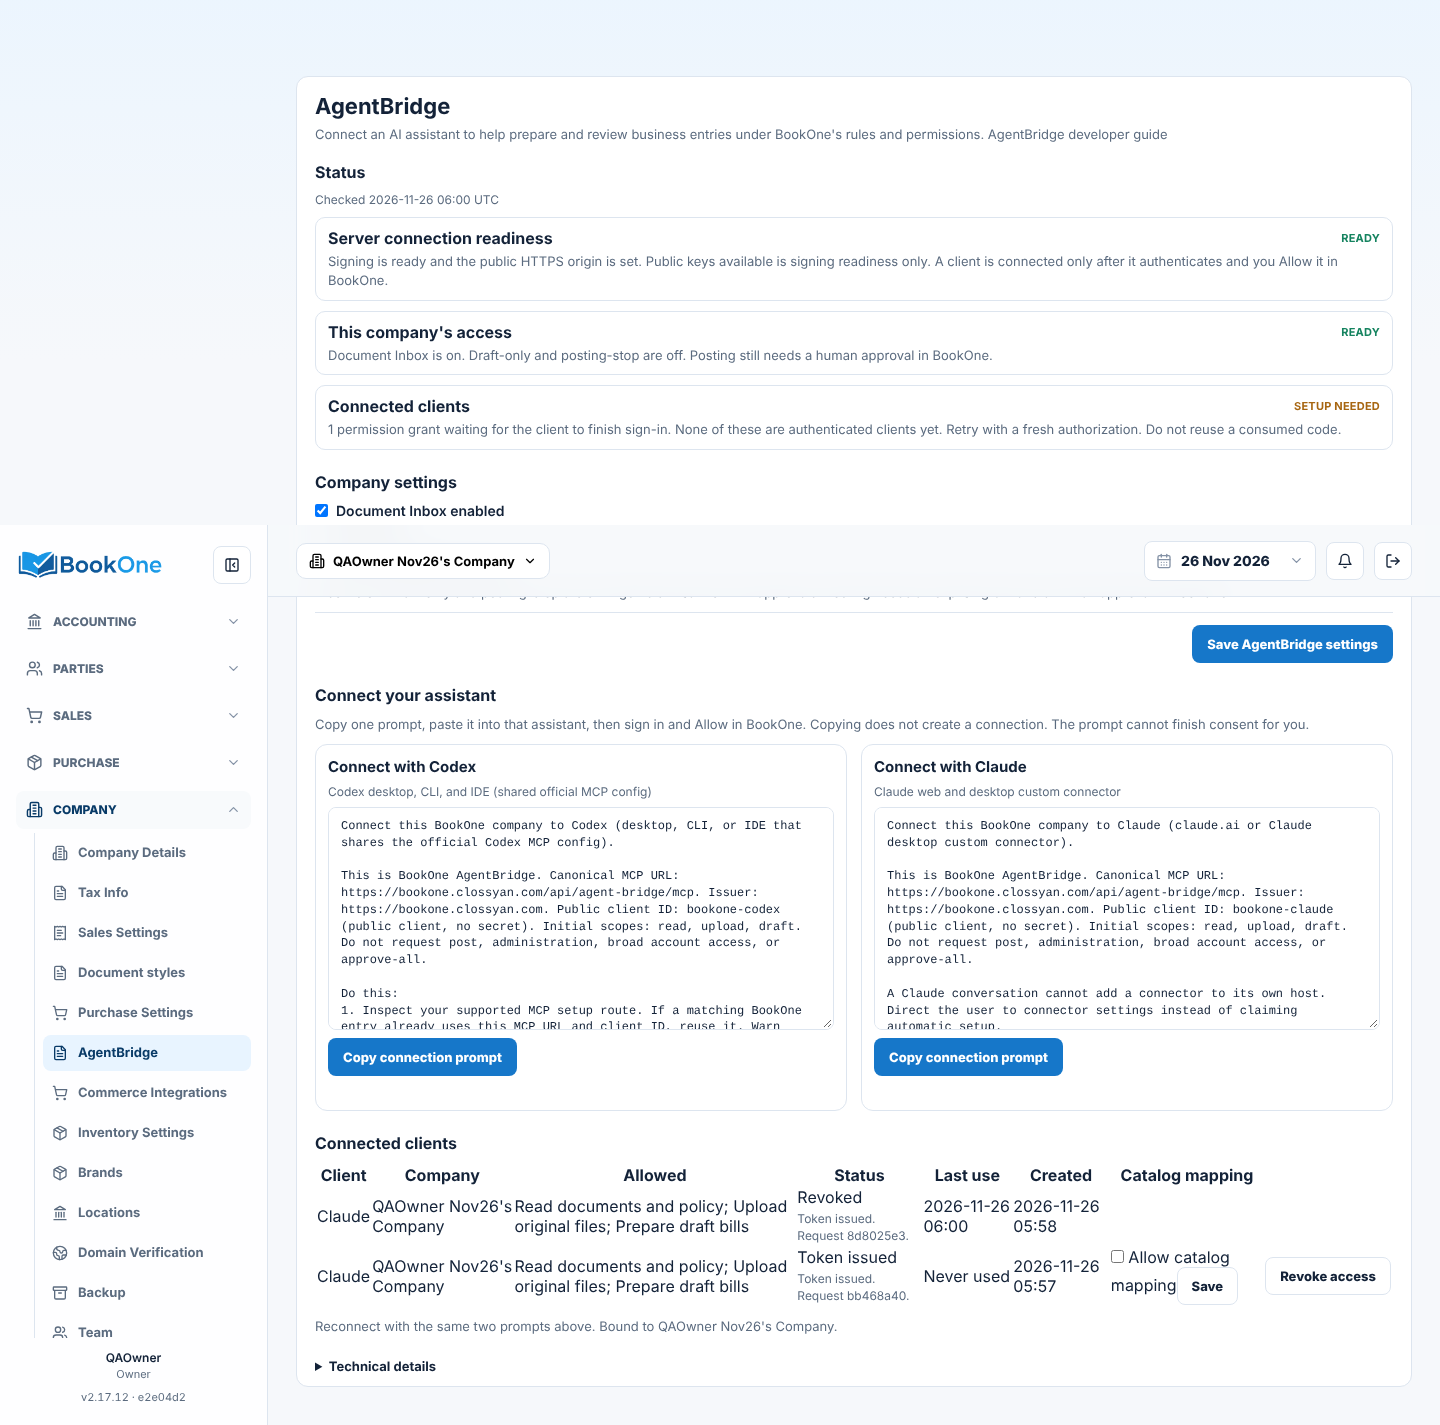 AgentBridge
Connect an AI assistant to help prepare and review business entries under BookOne's rules and permissions. AgentBridge developer guide
Status
Checked 2026-11-26 06:00 UTC
Server connection readiness
READY
Signing is ready and the public HTTPS origin is set. Public keys available is signing readiness only. A client is connected only after it authenticates and you Allow it in
BookOne.
This company's access
READY
Document Inbox is on. Draft-only and posting-stop are off. Posting still needs a human approval in BookOne.
Connected clients
SETUP NEEDED
1 permission grant waiting for the client to finish sign-in. None of these are authenticated clients yet. Retry with a fresh authorization. Do not reuse a consumed code.
Company settings
Document Inbox enabled
BookOne
QAOwner Nov26's Company
26 Nov 2026
ACCOUNTING
PARTIES
SALES
PURCHASE
COMPANY
Company Details
Tax Info
Sales Settings
Document styles
Purchase Settings
AgentBridge
Commerce Integrations
Inventory Settings
Brands
Locations
Domain Verification
Backup
Team
QAOwner
Owner
v2.17.12 · e2e04d2
Save AgentBridge settings
Connect your assistant
Copy one prompt, paste it into that assistant, then sign in and Allow in BookOne. Copying does not create a connection. The prompt cannot finish consent for you.
Connect with Codex
Codex desktop, CLI, and IDE (shared official MCP config)
Connect this BookOne company to Codex (desktop, CLI, or IDE that
shares the official Codex MCP config).
This is BookOne AgentBridge. Canonical MCP URL:
https://bookone.clossyan.com/api/agent-bridge/mcp. Issuer:
https://bookone.clossyan.com. Public client ID: bookone-codex
(public client, no secret). Initial scopes: read, upload, draft.
Do not request post, administration, broad account access, or
approve-all.
Do this:
1. Inspect your supported MCP setup route. If a matching BookOne
entry already uses this MCP URL and client ID, reuse it. Warn
Copy connection prompt
Connect with Claude
Claude web and desktop custom connector
Connect this BookOne company to Claude (claude.ai or Claude
desktop custom connector).
This is BookOne AgentBridge. Canonical MCP URL:
https://bookone.clossyan.com/api/agent-bridge/mcp. Issuer:
https://bookone.clossyan.com. Public client ID: bookone-claude
(public client, no secret). Initial scopes: read, upload, draft.
Do not request post, administration, broad account access, or
approve-all.
A Claude conversation cannot add a connector to its own host.
Direct the user to connector settings instead of claiming
automatic setup.
Copy connection prompt
Connected clients
Client Company Allowed Status Last use Created Catalog mapping
Claude QAOwner Nov26's Company Read documents and policy; Upload original files; Prepare draft bills Revoked Token issued. Request 8d8025e3. 2026-11-26 06:00 2026-11-26 05:58
Claude QAOwner Nov26's Company Read documents and policy; Upload original files; Prepare draft bills Token issued Token issued. Request bb468a40. Never used 2026-11-26 05:57 Allow catalog mapping Save Revoke access
Reconnect with the same two prompts above. Bound to QAOwner Nov26's Company.
Technical details